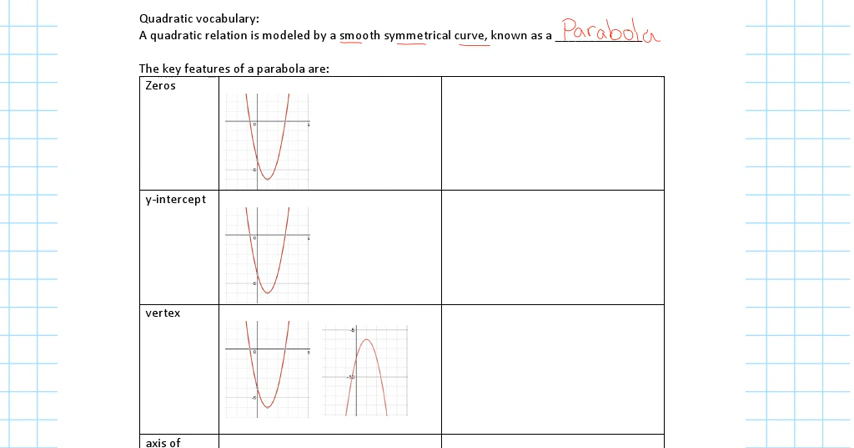 Quadratic vocabulary:
A quadratic relation is modeled by a smooth symmetrical curve, known as a Parabola
The key features of a parabola are:
Zeros
y-intercept
vertex
axis of